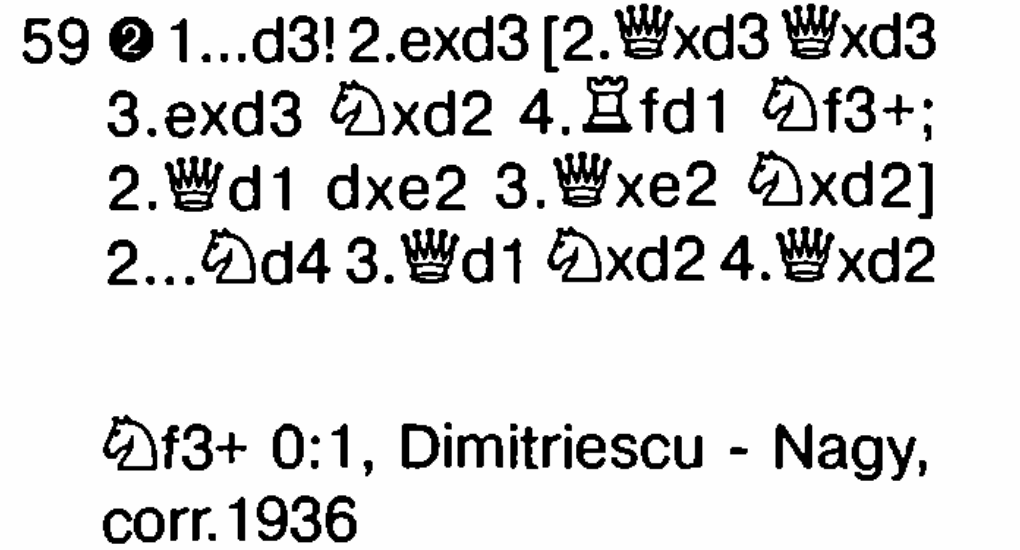 59 ❷ 1...d3! 2.exd3 [2.♕xd3 ♕xd3
3.exd3 ♘xd2 4.♖fd1 ♘f3+;
2.♕d1 dxe2 3.♕xe2 ♘xd2]
2...♘d4 3.♕d1 ♘xd2 4.♕xd2
♘f3+ 0:1, Dimitriescu - Nagy,
corr.1936